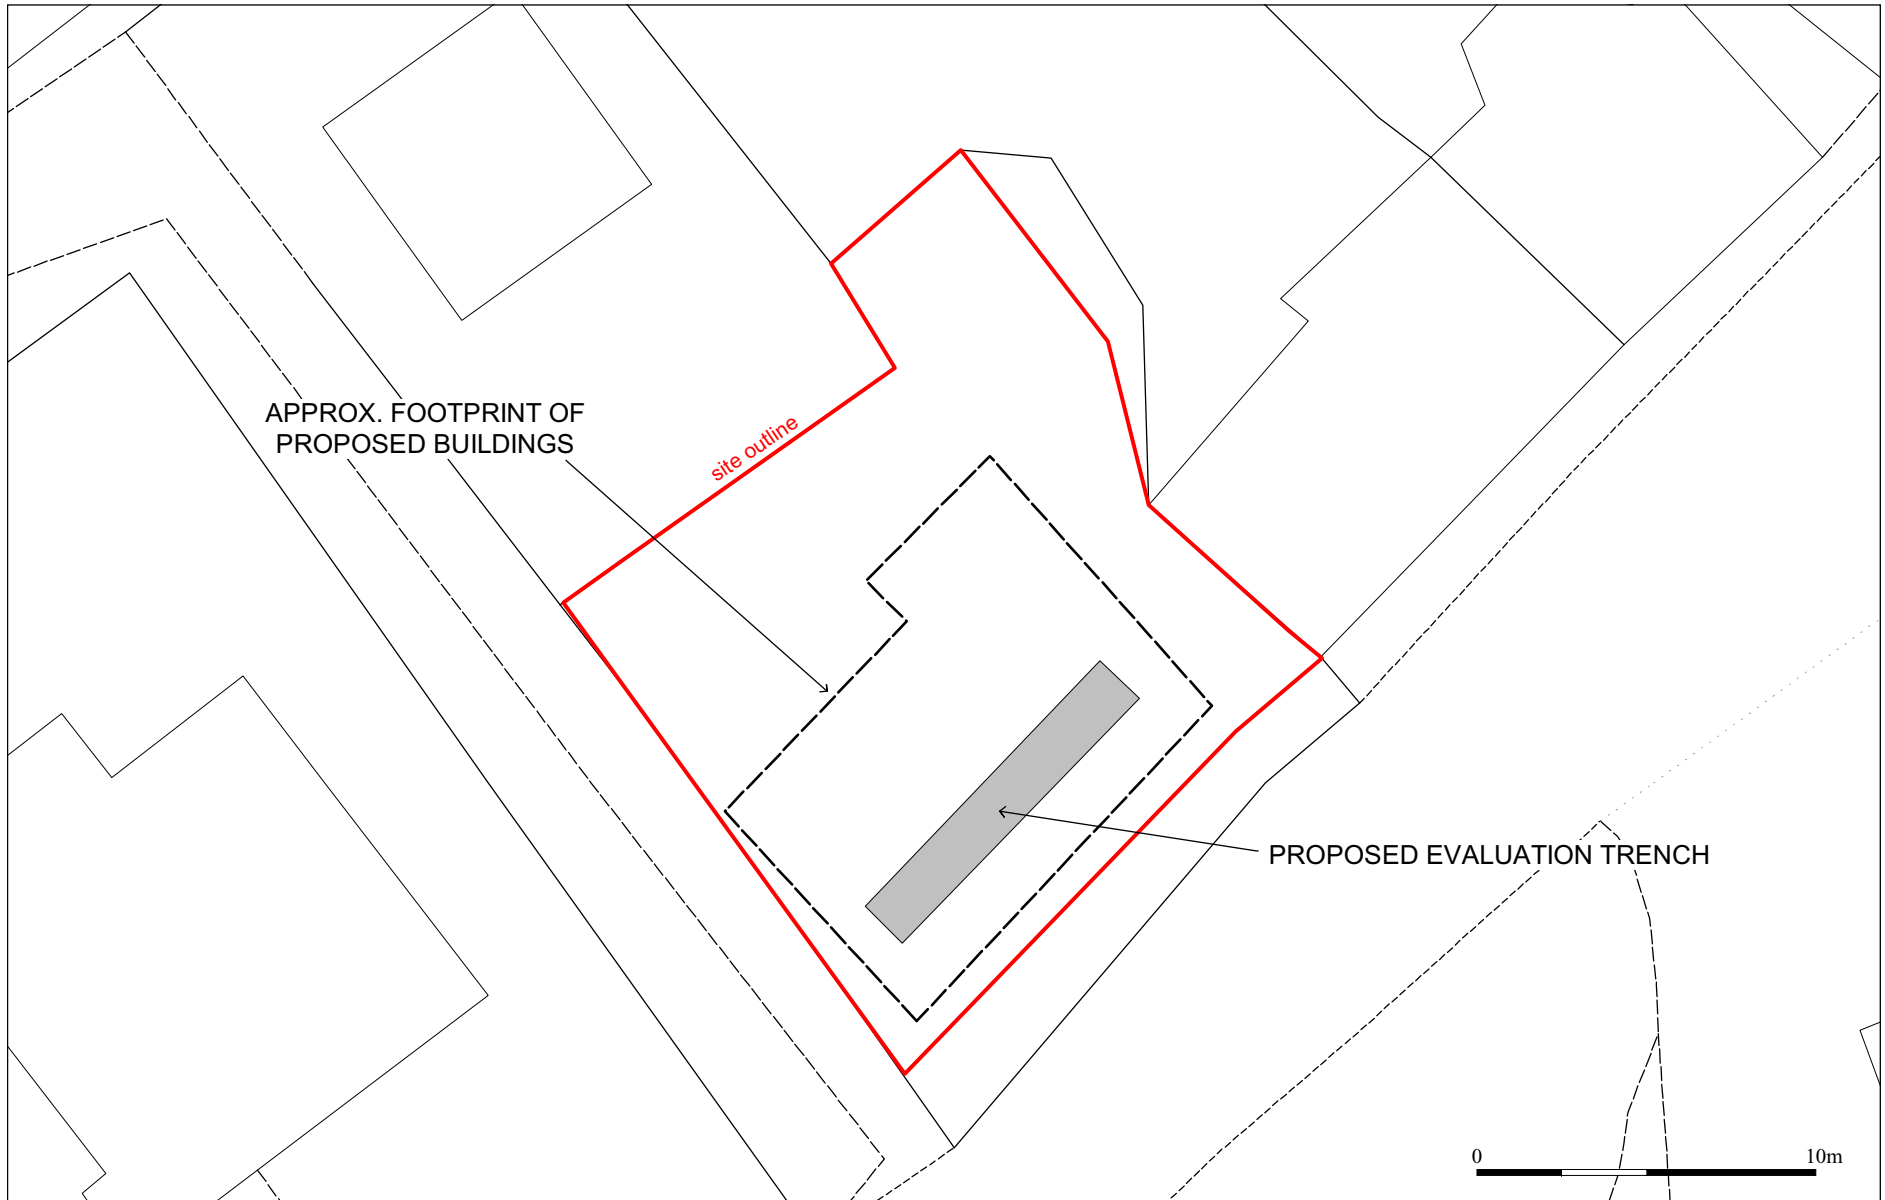 APPROX. FOOTPRINT OF
PROPOSED BUILDINGS
site outline
PROPOSED EVALUATION TRENCH
0 10m